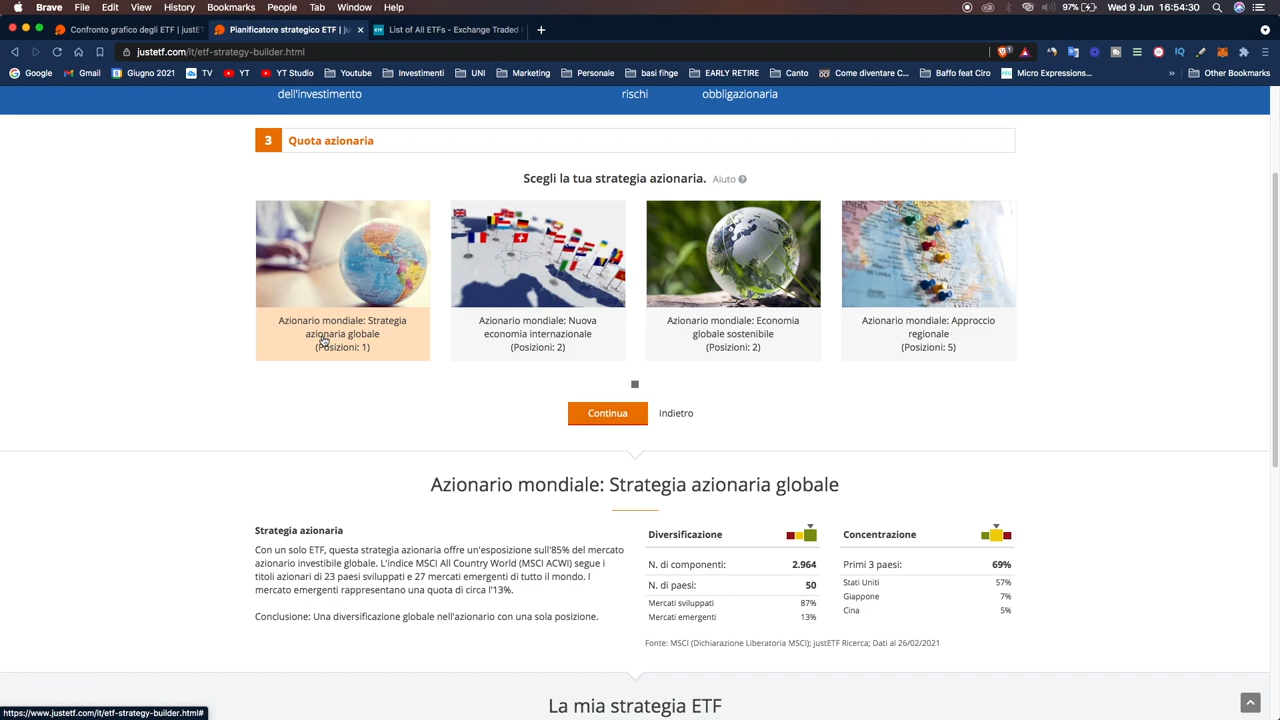 Brave File Edit View History Bookmarks People Tab Window Help
97% Wed 9 Jun 16:54:30
Confronto grafico degli ETF | justET
Pianificatore strategico ETF | ju
List of All ETFs - Exchange Traded
justetf.com/it/etf-strategy-builder.html
Google Gmail Giugno 2021 TV YT YT Studio Youtube Investimenti UNI Marketing Personale basi fihge EARLY RETIRE Canto Come diventare C... Baffo feat Ciro Micro Expressions... » Other Bookmarks
dell'investimento rischi obbligazionaria
3 Quota azionaria
Scegli la tua strategia azionaria. Aiuto ?
Azionario mondiale: Strategia
azionaria globale
(Posizioni: 1)
Azionario mondiale: Nuova
economia internazionale
(Posizioni: 2)
Azionario mondiale: Economia
globale sostenibile
(Posizioni: 2)
Azionario mondiale: Approccio
regionale
(Posizioni: 5)
Continua Indietro
Azionario mondiale: Strategia azionaria globale
Strategia azionaria
Con un solo ETF, questa strategia azionaria offre un'esposizione sull'85% del mercato
azionario investibile globale. L'indice MSCI All Country World (MSCI ACWI) segue i
titoli azionari di 23 paesi sviluppati e 27 mercati emergenti di tutto il mondo. I
mercato emergenti rappresentano una quota di circa l'13%.
Conclusione: Una diversificazione globale nell'azionario con una sola posizione.
Diversificazione
N. di componenti: 2.964
N. di paesi: 50
Mercati sviluppati 87%
Mercati emergenti 13%
Concentrazione
Primi 3 paesi: 69%
Stati Uniti 57%
Giappone 7%
Cina 5%
Fonte: MSCI (Dichiarazione Liberatoria MSCI); justETF Ricerca; Dati al 26/02/2021
La mia strategia ETF
https://www.justetf.com/it/etf-strategy-builder.html#